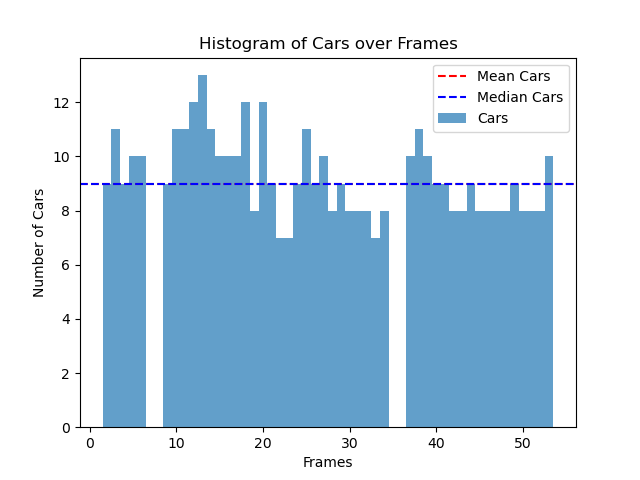 Histogram of Cars over Frames
Mean Cars
Median Cars
Cars
Number of Cars
12
10
8
6
4
2
0
0 10 20 30 40 50
Frames